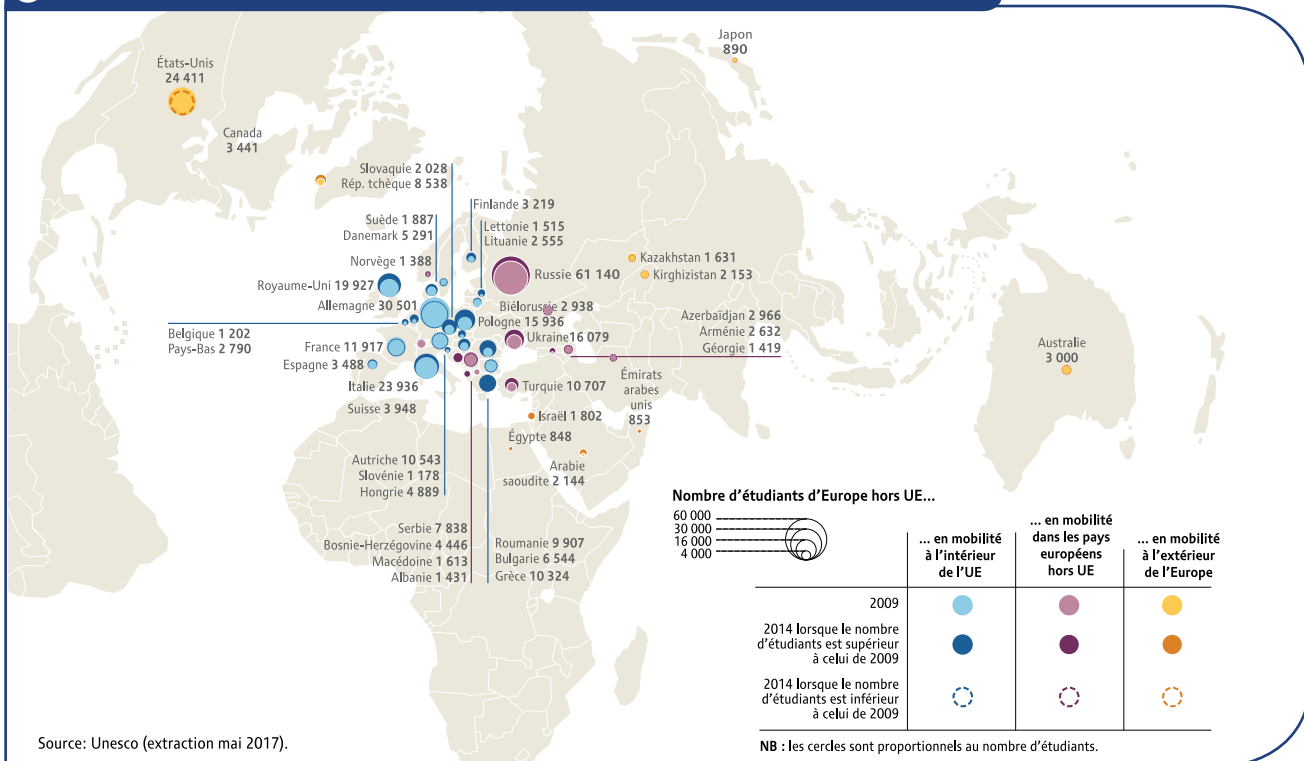 Japon
890
États-Unis
24 411
Canada
3 441
Slovaquie 2 028
Rép. tchèque 8 538
Finlande 3 219
Suède 1 887
Danemark 5 291
Lettonie 1 515
Lituanie 2 555
Norvège 1 388
Kazakhstan 1 631
Kirghizistan 2 153
Russie 61 140
Royaume-Uni 19 927
Allemagne 30 501
Biélorussie 2 938
Pologne 15 936
Ukraine16 079
Azerbaïdjan 2 966
Arménie 2 632
Géorgie 1 419
Belgique 1 202
Pays-Bas 2 790
France 11 917
Espagne 3 488
Italie 23 936
Suisse 3 948
Turquie 10 707
Émirats
arabes
unis
853
Australie
3 000
Israël 1 802
Égypte 848
Arabie
saoudite 2 144
Autriche 10 543
Slovénie 1 178
Hongrie 4 889
Serbie 7 838
Bosnie-Herzégovine 4 446
Macédoine 1 613
Albanie 1 431
Roumanie 9 907
Bulgarie 6 544
Grèce 10 324
Nombre d'étudiants d'Europe hors UE...
60 000
30 000
16 000
4 000
... en mobilité
à l'intérieur
de l'UE
... en mobilité
dans les pays
européens
hors UE
... en mobilité
à l'extérieur
de l'Europe
2009
2014 lorsque le nombre
d'étudiants est supérieur
à celui de 2009
2014 lorsque le nombre
d'étudiants est inférieur
à celui de 2009
Source: Unesco (extraction mai 2017).
NB : les cercles sont proportionnels au nombre d'étudiants.